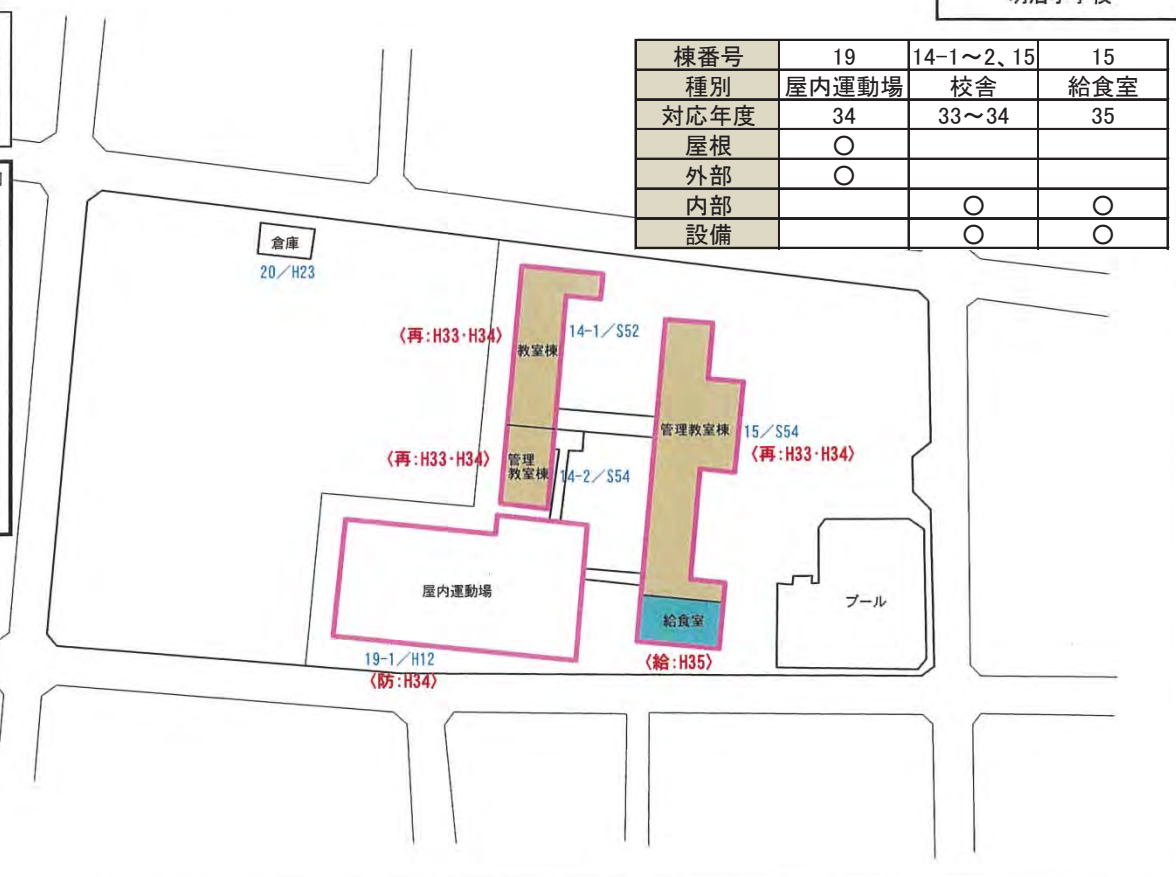 棟番号 19 14-1～2、15 15
種別 屋内運動場 校舎 給食室
対応年度 34 33～34 35
屋根 ○
外部 ○
内部 ○ ○
設備 ○ ○
倉庫
20／H23
〈再:H33･H34〉
教室棟
14-1／S52
〈再:H33･H34〉
管理
教室棟
14-2／S54
管理教室棟
15／S54
〈再:H33･H34〉
屋内運動場
19-1／H12
〈防:H34〉
給食室
〈給:H35〉
プール